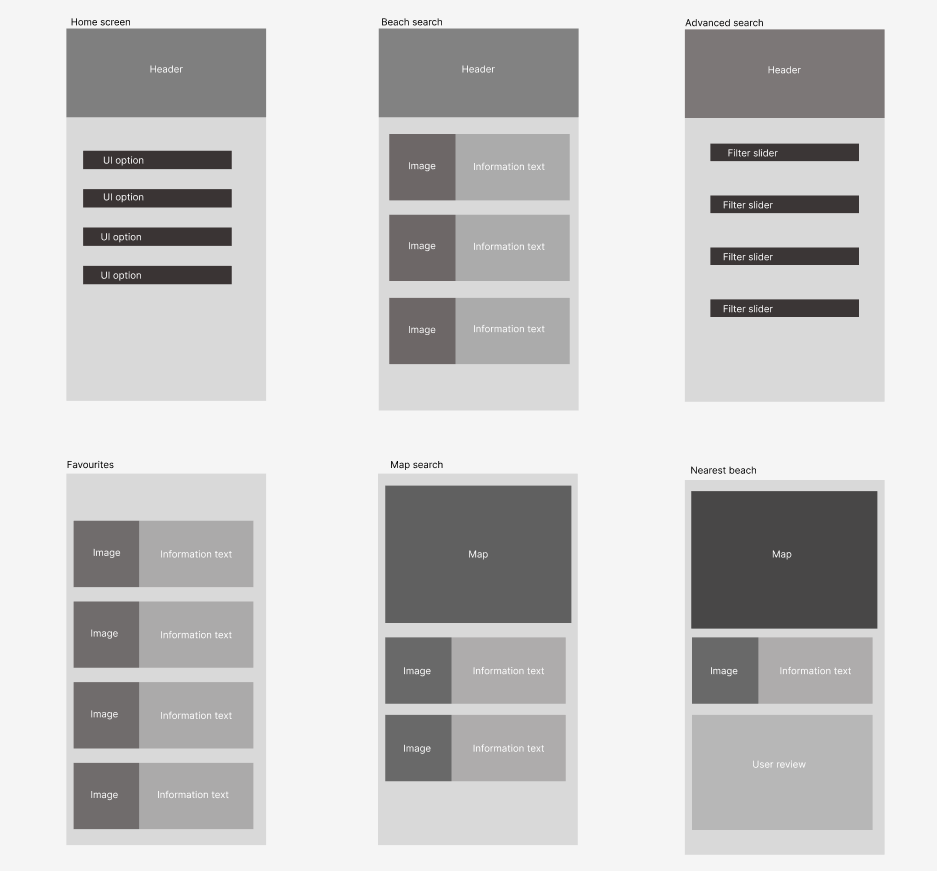 Home screen
Header
UI option
UI option
UI option
UI option
Beach search
Header
Image
Information text
Image
Information text
Image
Information text
Advanced search
Header
Filter slider
Filter slider
Filter slider
Filter slider
Favourites
Image
Information text
Image
Information text
Image
Information text
Image
Information text
Map search
Map
Image
Information text
Image
Information text
Nearest beach
Map
Image
Information text
User review